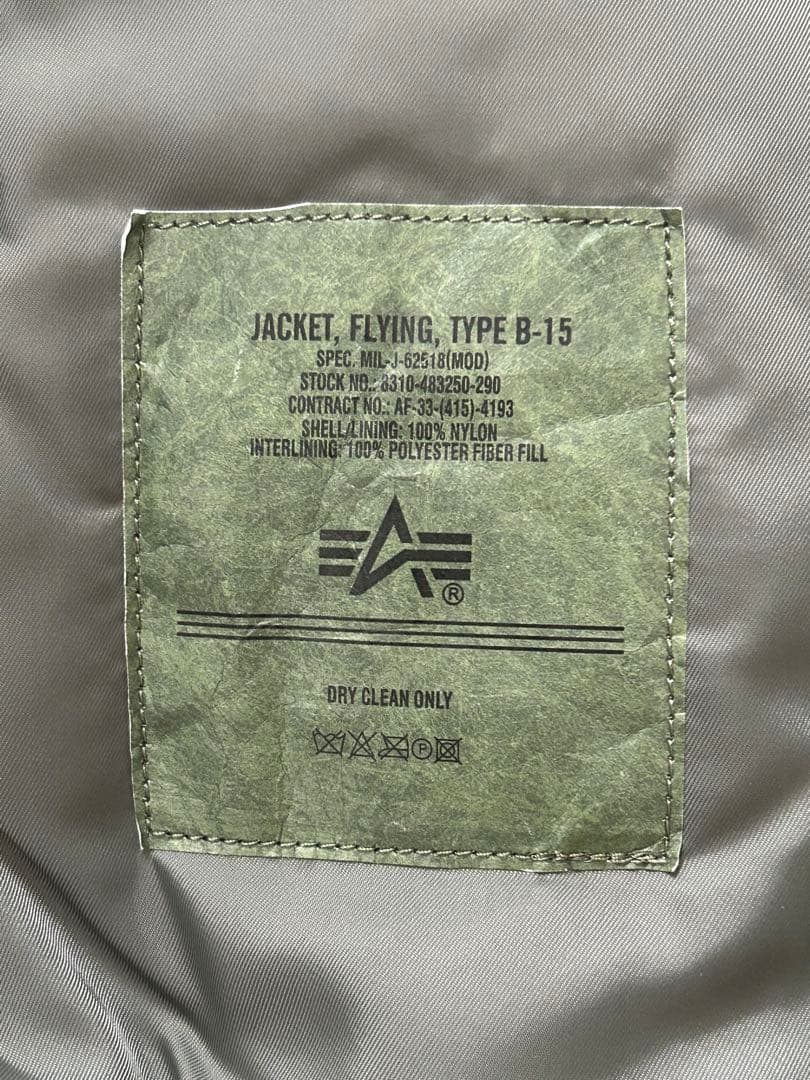 JACKET, FLYING, TYPE B-15
SPEC. MIL-J-62518(MOD)
STOCK NO.: 8310-483250-290
CONTRACT NO.: AF-33-(415)-4193
SHELL/LINING: 100% NYLON
INTERLINING: 100% POLYESTER FIBER FILL
®
DRY CLEAN ONLY
P